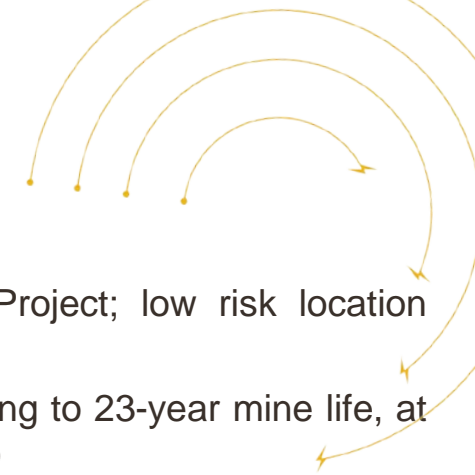 Project; low risk location
ng to 23-year mine life, at